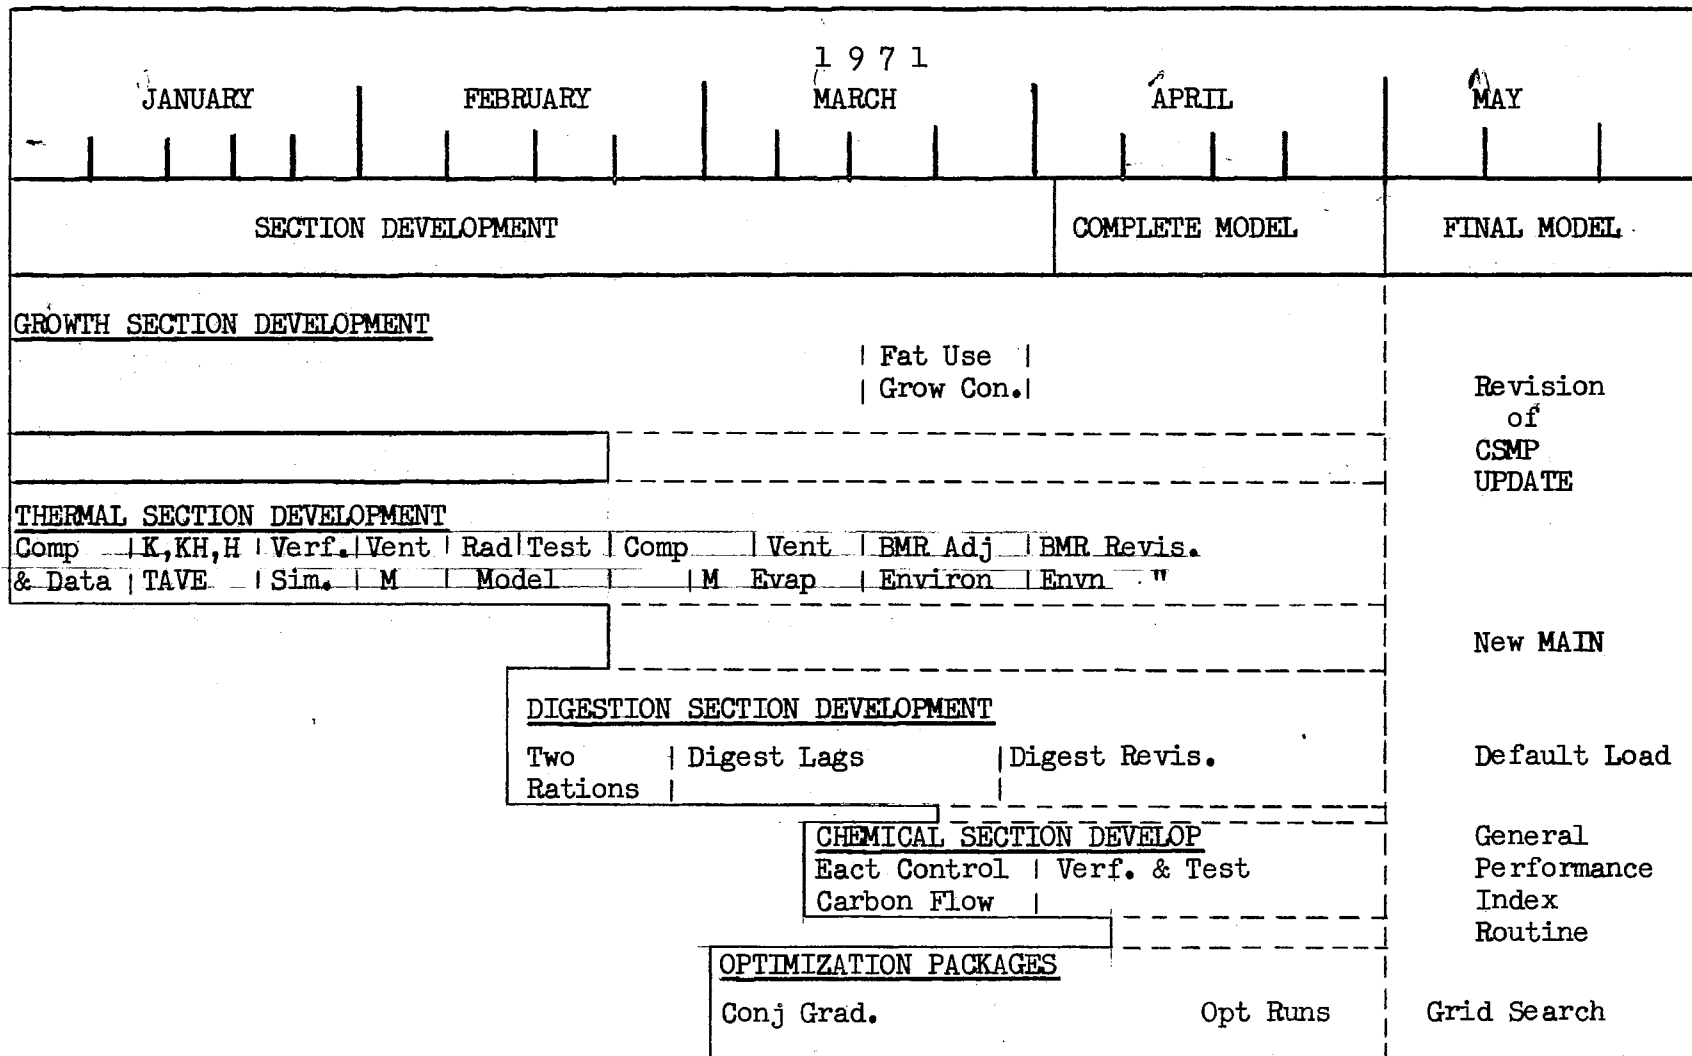 1 9 7 1
JANUARY FEBRUARY MARCH APRIL MAY
SECTION DEVELOPMENT COMPLETE MODEL FINAL MODEL
GROWTH SECTION DEVELOPMENT
| Fat Use |
| Grow Con.|
Revision
of
CSMP
UPDATE
THERMAL SECTION DEVELOPMENT
Comp | K,KH,H | Verf. | Vent | Rad | Test | Comp | Vent | BMR Adj | BMR Revis.
& Data | TAVE | Sim. | M | Model | | M Evap | Environ | Envn "
New MAIN
DIGESTION SECTION DEVELOPMENT
Two | Digest Lags | Digest Revis.
Rations | |
Default Load
CHEMICAL SECTION DEVELOP
Eact Control | Verf. & Test
Carbon Flow |
General
Performance
Index
Routine
OPTIMIZATION PACKAGES
Conj Grad. Opt Runs Grid Search